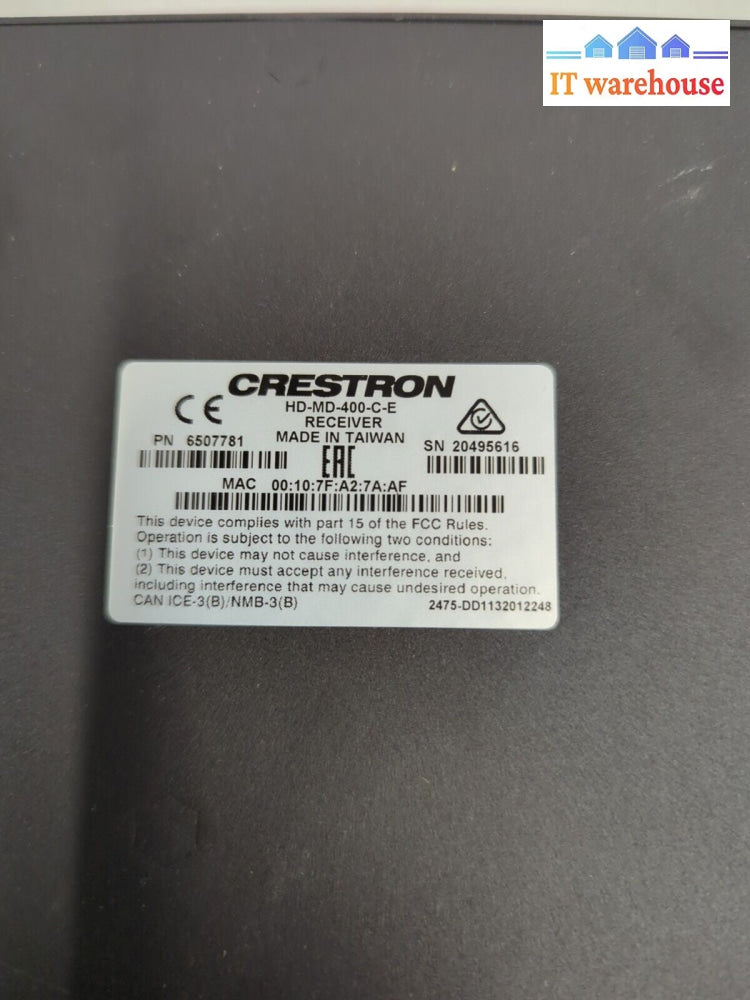 IT warehouse
CRESTRON
CE
HD-MD-400-C-E
RECEIVER
MADE IN TAIWAN
PN 6507781
SN 20495616
EAC
MAC 00:10:7F:A2:7A:AF
This device complies with part 15 of the FCC Rules.
Operation is subject to the following two conditions:
(1) This device may not cause interference, and
(2) This device must accept any interference received,
including interference that may cause undesired operation.
CAN ICE-3(B)/NMB-3(B)
2475-DD1132012248